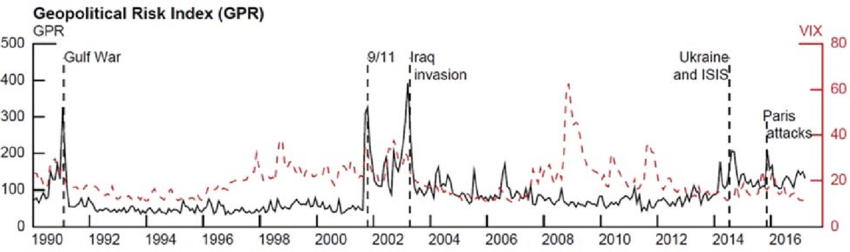 Geopolitical Risk Index (GPR)
GPR
VIX
500
400
300
200
100
0
80
60
40
20
0
Gulf War
9/11
Iraq
invasion
Ukraine
and ISIS
Paris
attacks
1990 1992 1994 1996 1998 2000 2002 2004 2006 2008 2010 2012 2014 2016